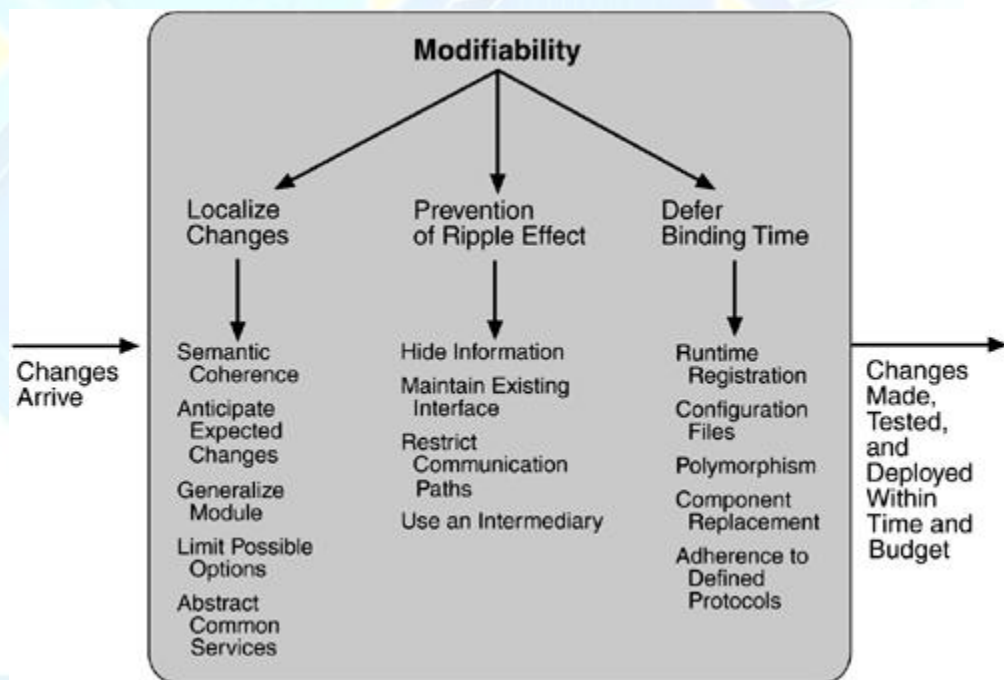 Modifiability
Localize
Changes
Prevention
of Ripple Effect
Defer
Binding Time
Changes
Arrive
Semantic
Coherence
Anticipate
Expected
Changes
Generalize
Module
Limit Possible
Options
Abstract
Common
Services
Hide Information
Maintain Existing
Interface
Restrict
Communication
Paths
Use an Intermediary
Runtime
Registration
Configuration
Files
Polymorphism
Component
Replacement
Adherence to
Defined
Protocols
Changes
Made,
Tested,
and
Deployed
Within
Time and
Budget